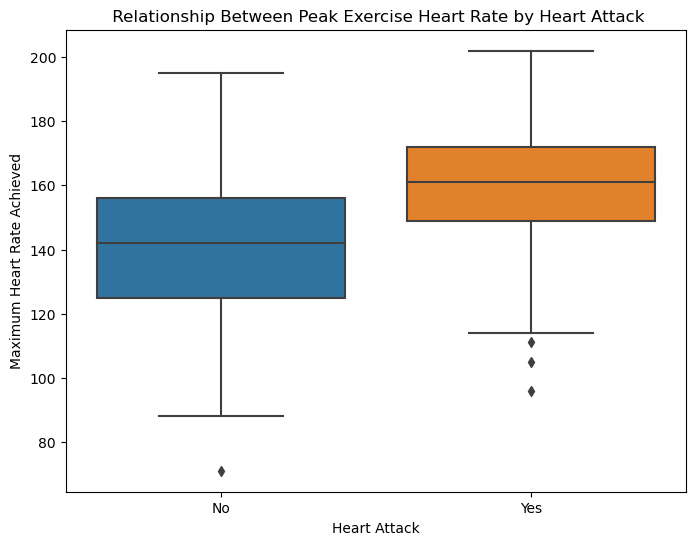 Relationship Between Peak Exercise Heart Rate by Heart Attack
Maximum Heart Rate Achieved
200
180
160
140
120
100
80
No
Yes
Heart Attack